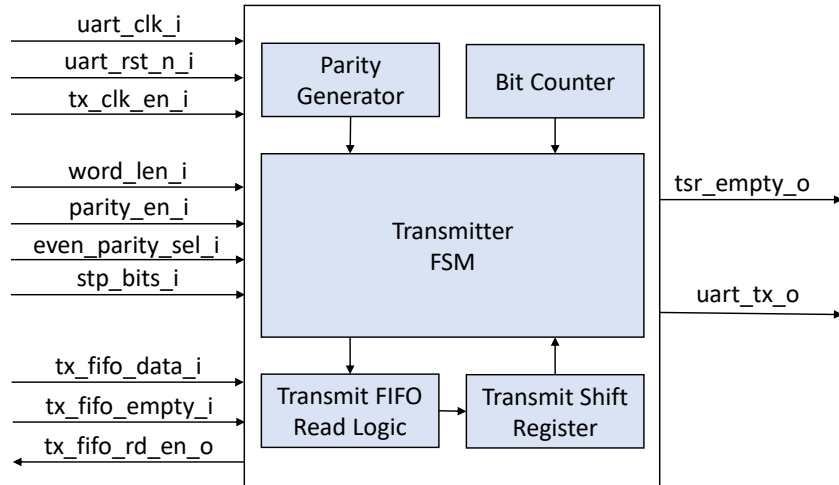 uart_clk_i
uart_rst_n_i
tx_clk_en_i
word_len_i
parity_en_i
even_parity_sel_i
stp_bits_i
tx_fifo_data_i
tx_fifo_empty_i
tx_fifo_rd_en_o
Parity
Generator
Bit Counter
Transmitter
FSM
Transmit FIFO
Read Logic
Transmit Shift
Register
tsr_empty_o
uart_tx_o